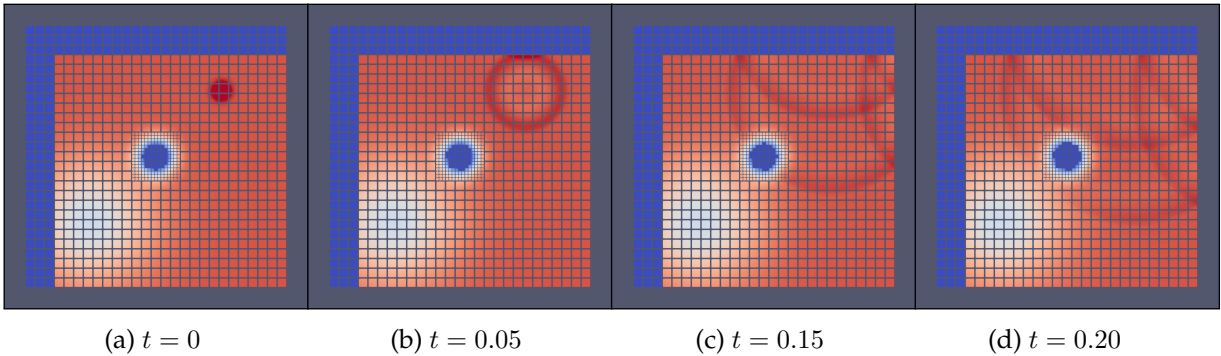 (a) t = 0 (b) t = 0.05 (c) t = 0.15 (d) t = 0.20